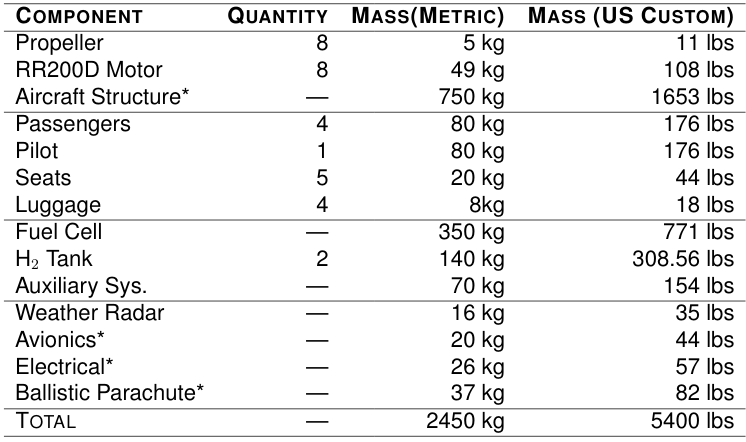 COMPONENT QUANTITY MASS(METRIC) MASS (US CUSTOM)
Propeller 8 5 kg 11 lbs
RR200D Motor 8 49 kg 108 lbs
Aircraft Structure* — 750 kg 1653 lbs
Passengers 4 80 kg 176 lbs
Pilot 1 80 kg 176 lbs
Seats 5 20 kg 44 lbs
Luggage 4 8kg 18 lbs
Fuel Cell — 350 kg 771 lbs
H₂ Tank 2 140 kg 308.56 lbs
Auxiliary Sys. — 70 kg 154 lbs
Weather Radar — 16 kg 35 lbs
Avionics* — 20 kg 44 lbs
Electrical* — 26 kg 57 lbs
Ballistic Parachute* — 37 kg 82 lbs
TOTAL — 2450 kg 5400 lbs